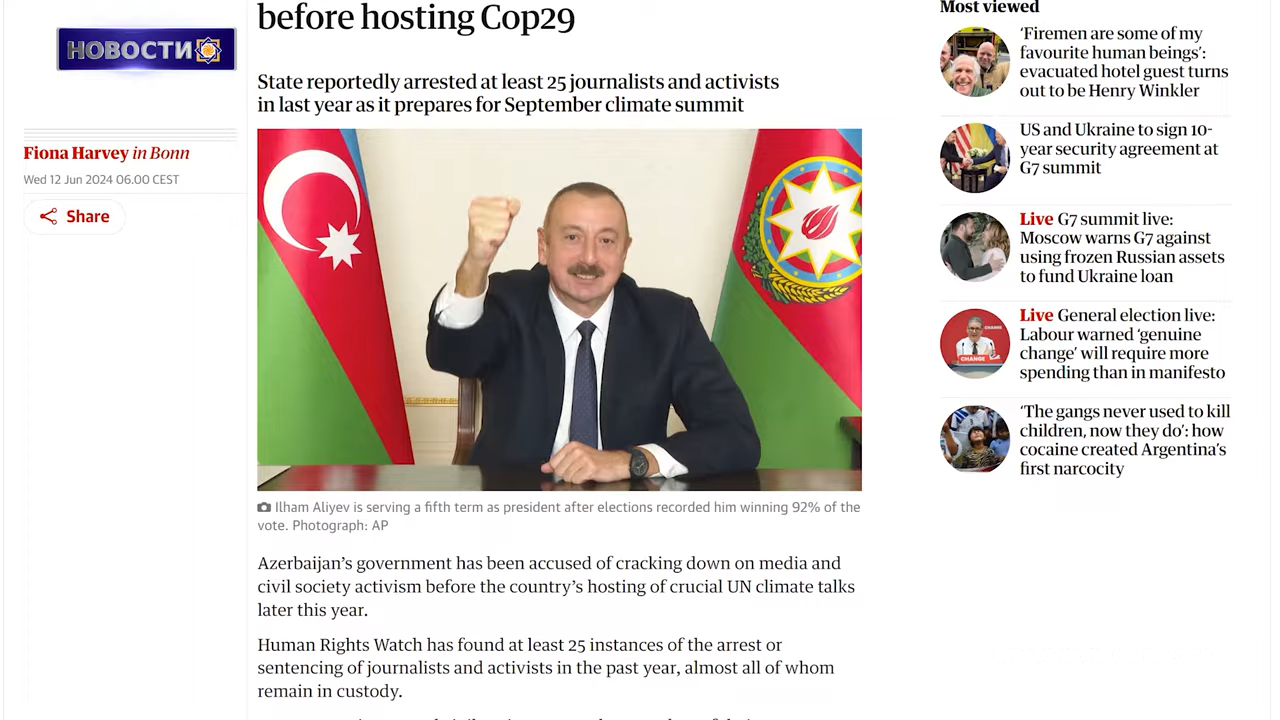 before hosting Cop29
НОВОСТИ
State reportedly arrested at least 25 journalists and activists
in last year as it prepares for September climate summit
Fiona Harvey in Bonn
Wed 12 Jun 2024 06.00 CEST
Share
Ilham Aliyev is serving a fifth term as president after elections recorded him winning 92% of the
vote. Photograph: AP
Azerbaijan’s government has been accused of cracking down on media and
civil society activism before the country’s hosting of crucial UN climate talks
later this year.
Human Rights Watch has found at least 25 instances of the arrest or
sentencing of journalists and activists in the past year, almost all of whom
remain in custody.
Most viewed
‘Firemen are some of my
favourite human beings’:
evacuated hotel guest turns
out to be Henry Winkler
US and Ukraine to sign 10-
year security agreement at
G7 summit
Live G7 summit live:
Moscow warns G7 against
using frozen Russian assets
to fund Ukraine loan
Live General election live:
Labour warned ‘genuine
change’ will require more
spending than in manifesto
CHANGE
‘The gangs never used to kill
children, now they do’: how
cocaine created Argentina’s
first narcocity